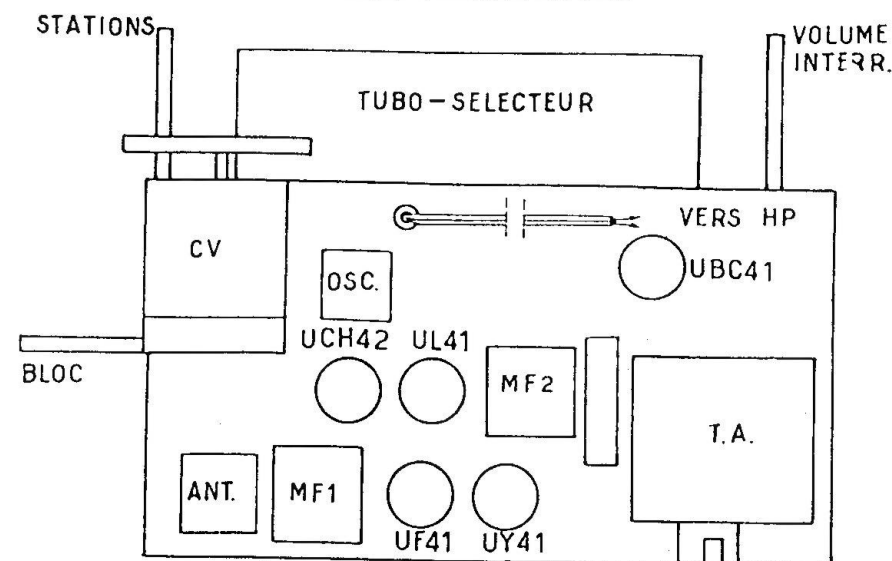 STATIONS
VOLUME
INTERR.
TUBO-SELECTEUR
VERS HP
CV
UBC41
OSC.
UCH42
UL41
BLOC
MF2
T.A.
ANT.
MF1
UF41
UY41